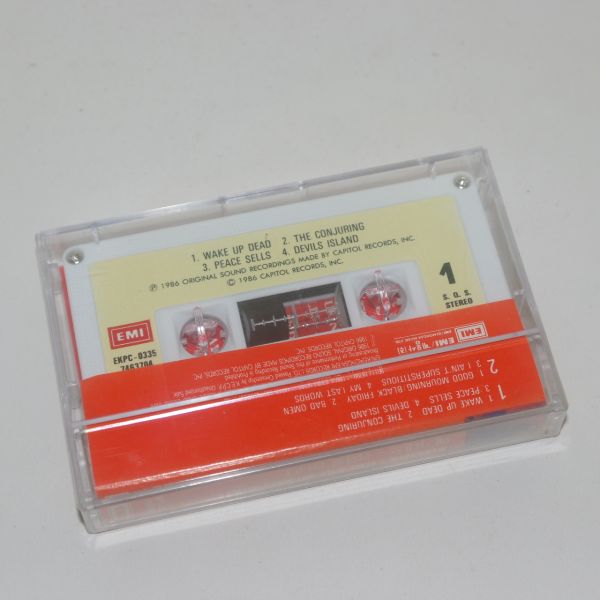 1. WAKE UP DEAD 2. THE CONJURING
3. PEACE SELLS 4. DEVILS ISLAND
Ⓟ 1986 ORIGINAL SOUND RECORDINGS MADE BY CAPITOL RECORDS, INC.
© 1986 CAPITOL RECORDS, INC.
EMI
EKPC-0335
746370A
1
S. O. S.
STEREO
1 1 WAKE UP DEAD 2 THE CONJURING
3 PEACE SELLS 4 DEVILS ISLAND
2 1 GOOD MOURNING/BLACK FRIDAY 2 BAD OMEN
3 I AIN'T SUPERSTITIOUS 4 MY LAST WORDS
EMI